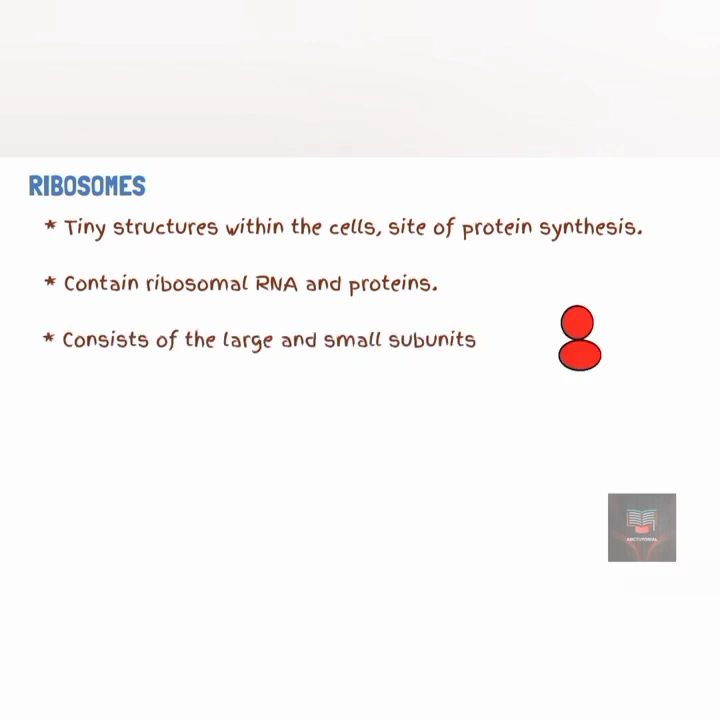 RIBOSOMES
* Tiny structures within the cells, site of protein synthesis.
* Contain ribosomal RNA and proteins.
* Consists of the large and small subunits